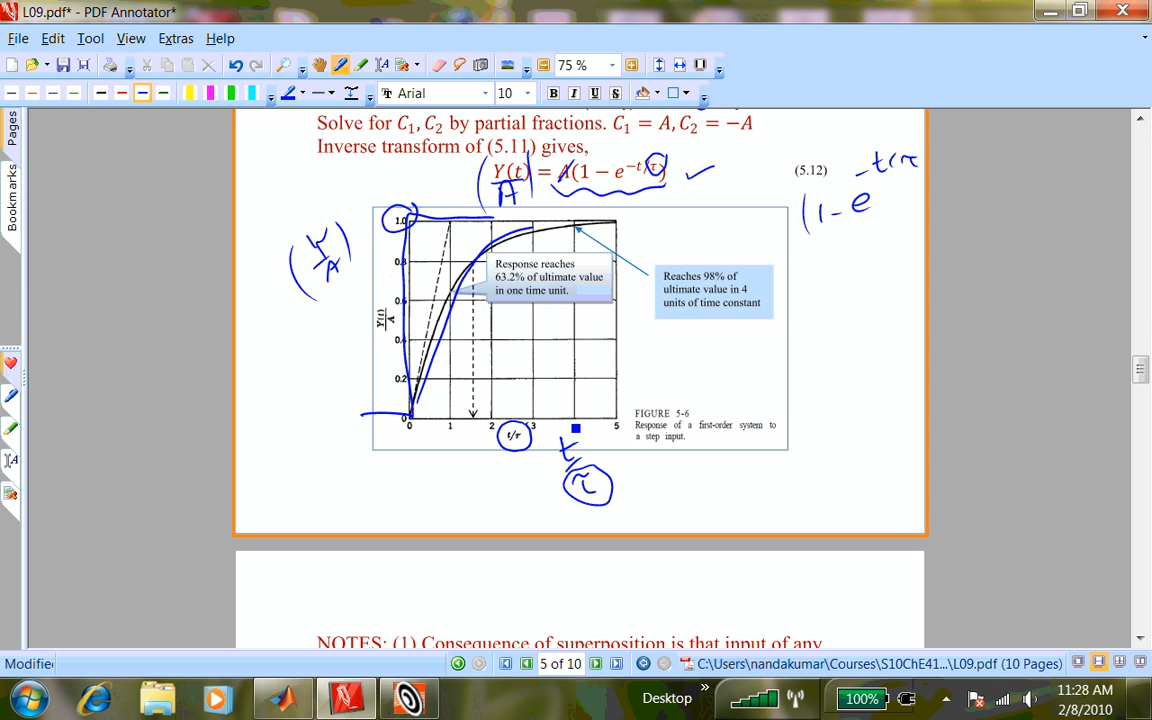 L09.pdf* - PDF Annotator*
File Edit Tool View Extras Help
75 %
Arial 10 B I U S
Pages
Bookmarks
Solve for C₁, C₂ by partial fractions. C₁ = A, C₂ = −A
Inverse transform of (5.11) gives,
Y(t) = A(1 − e^{−t/τ}) (5.12)
A
(1 - e^{-t/τ}
(Y/A)
1.0
0.8
0.6
0.4
0.2
0
Y(t)/A
Response reaches
63.2% of ultimate value
in one time unit.
Reaches 98% of
ultimate value in 4
units of time constant
0 1 2 3 5
t/τ
t/τ
FIGURE 5-6
Response of a first-order system to
a step input.
NOTES: (1) Consequence of superposition is that input of any
Modified
5 of 10
C:\Users\nandakumar\Courses\S10ChE41...\L09.pdf (10 Pages)
Desktop »
100%
11:28 AM
2/8/2010